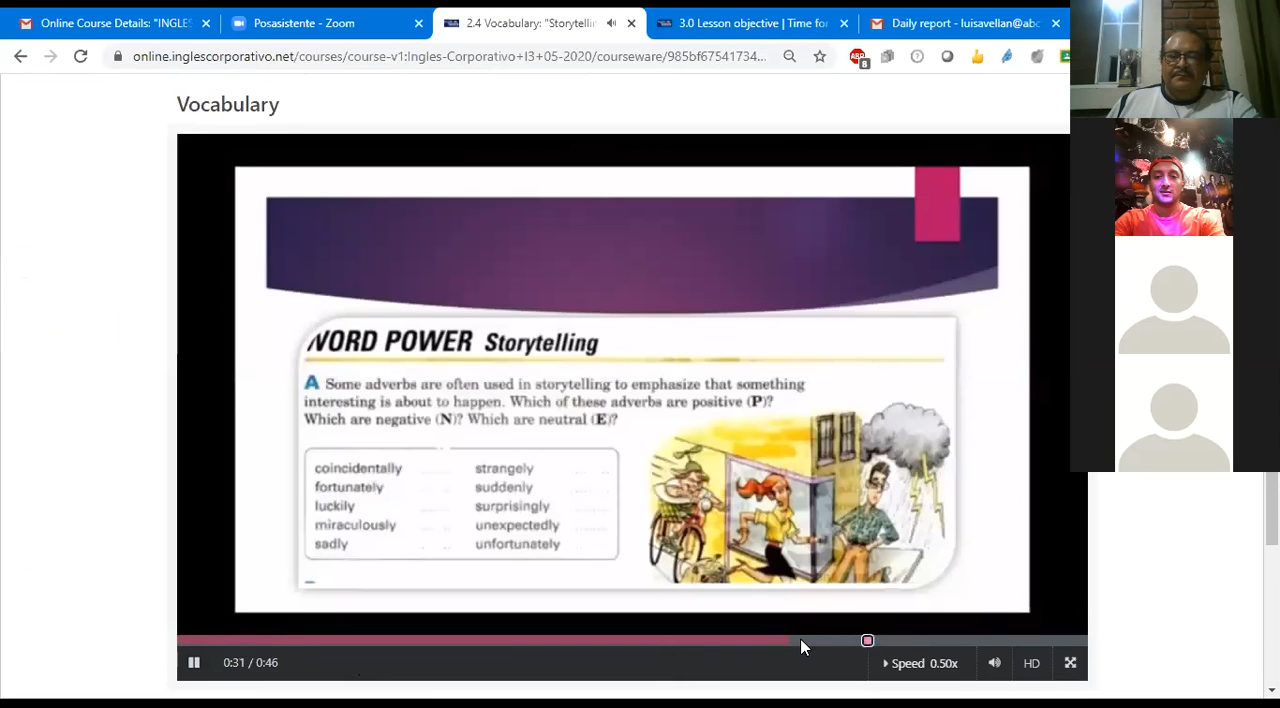 Online Course Details: "INGLES
Posasistente - Zoom
2.4 Vocabulary: "Storytellin
3.0 Lesson objective | Time for
Daily report - luisavellan@abc
online.inglescorporativo.net/courses/course-v1:Ingles-Corporativo+I3+05-2020/courseware/985bf67541734...
ABP
8
Vocabulary
WORD POWER Storytelling
A Some adverbs are often used in storytelling to emphasize that something
interesting is about to happen. Which of these adverbs are positive (P)?
Which are negative (N)? Which are neutral (E)?
coincidentally
fortunately
luckily
miraculously
sadly
strangely
suddenly
surprisingly
unexpectedly
unfortunately
0:31 / 0:46
Speed 0.50x
HD